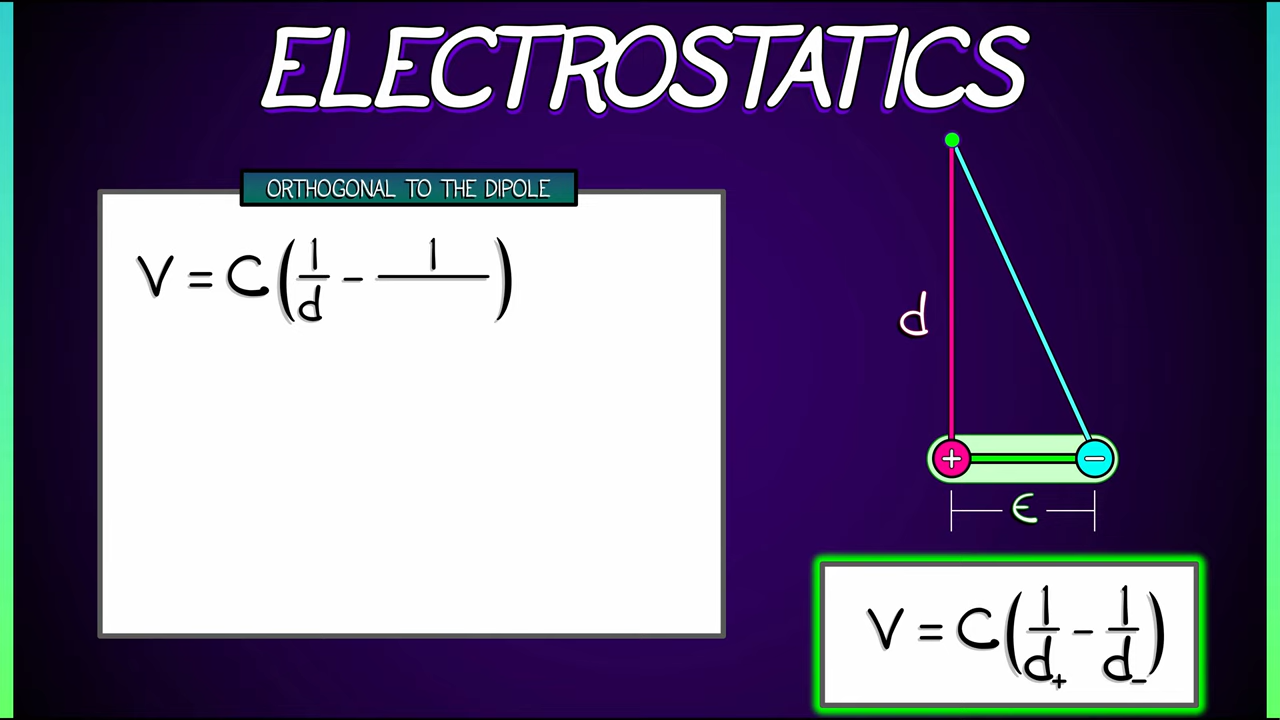 ELECTROSTATICS
ORTHOGONAL TO THE DIPOLE
V = C(1/d - 1/ )
d
+ -
ϵ
V = C(1/d₊ - 1/d₋)